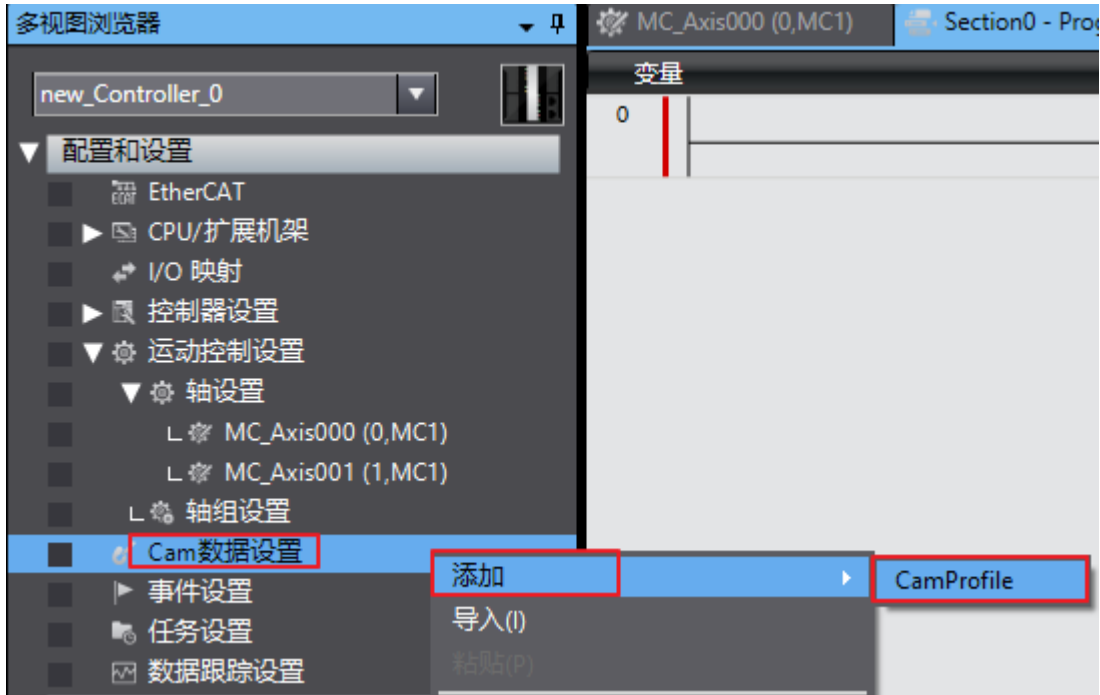 多视图浏览器
new_Controller_0
配置和设置
EtherCAT
CPU/扩展机架
I/O 映射
控制器设置
运动控制设置
轴设置
MC_Axis000 (0,MC1)
MC_Axis001 (1,MC1)
轴组设置
Cam数据设置
事件设置
任务设置
数据跟踪设置
添加
导入(I)
粘贴(P)
CamProfile
MC_Axis000 (0,MC1)
Section0 - Prog
变量
0